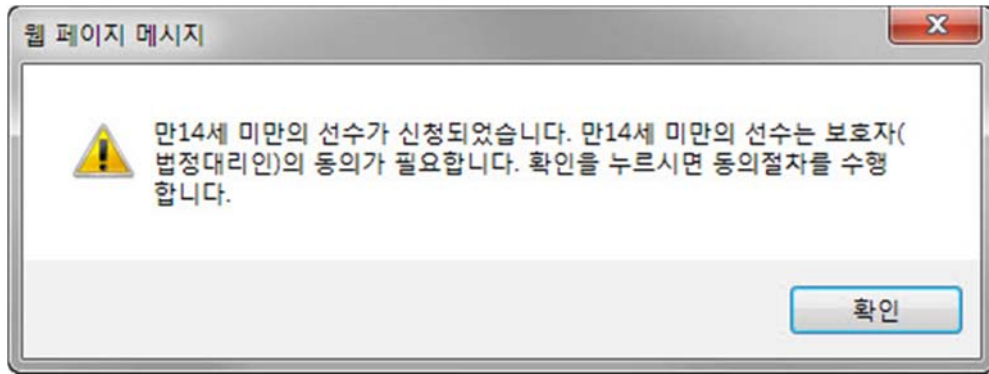 웹 페이지 메시지
만14세 미만의 선수가 신청되었습니다. 만14세 미만의 선수는 보호자(
법정대리인)의 동의가 필요합니다. 확인을 누르시면 동의절차를 수행
합니다.
확인